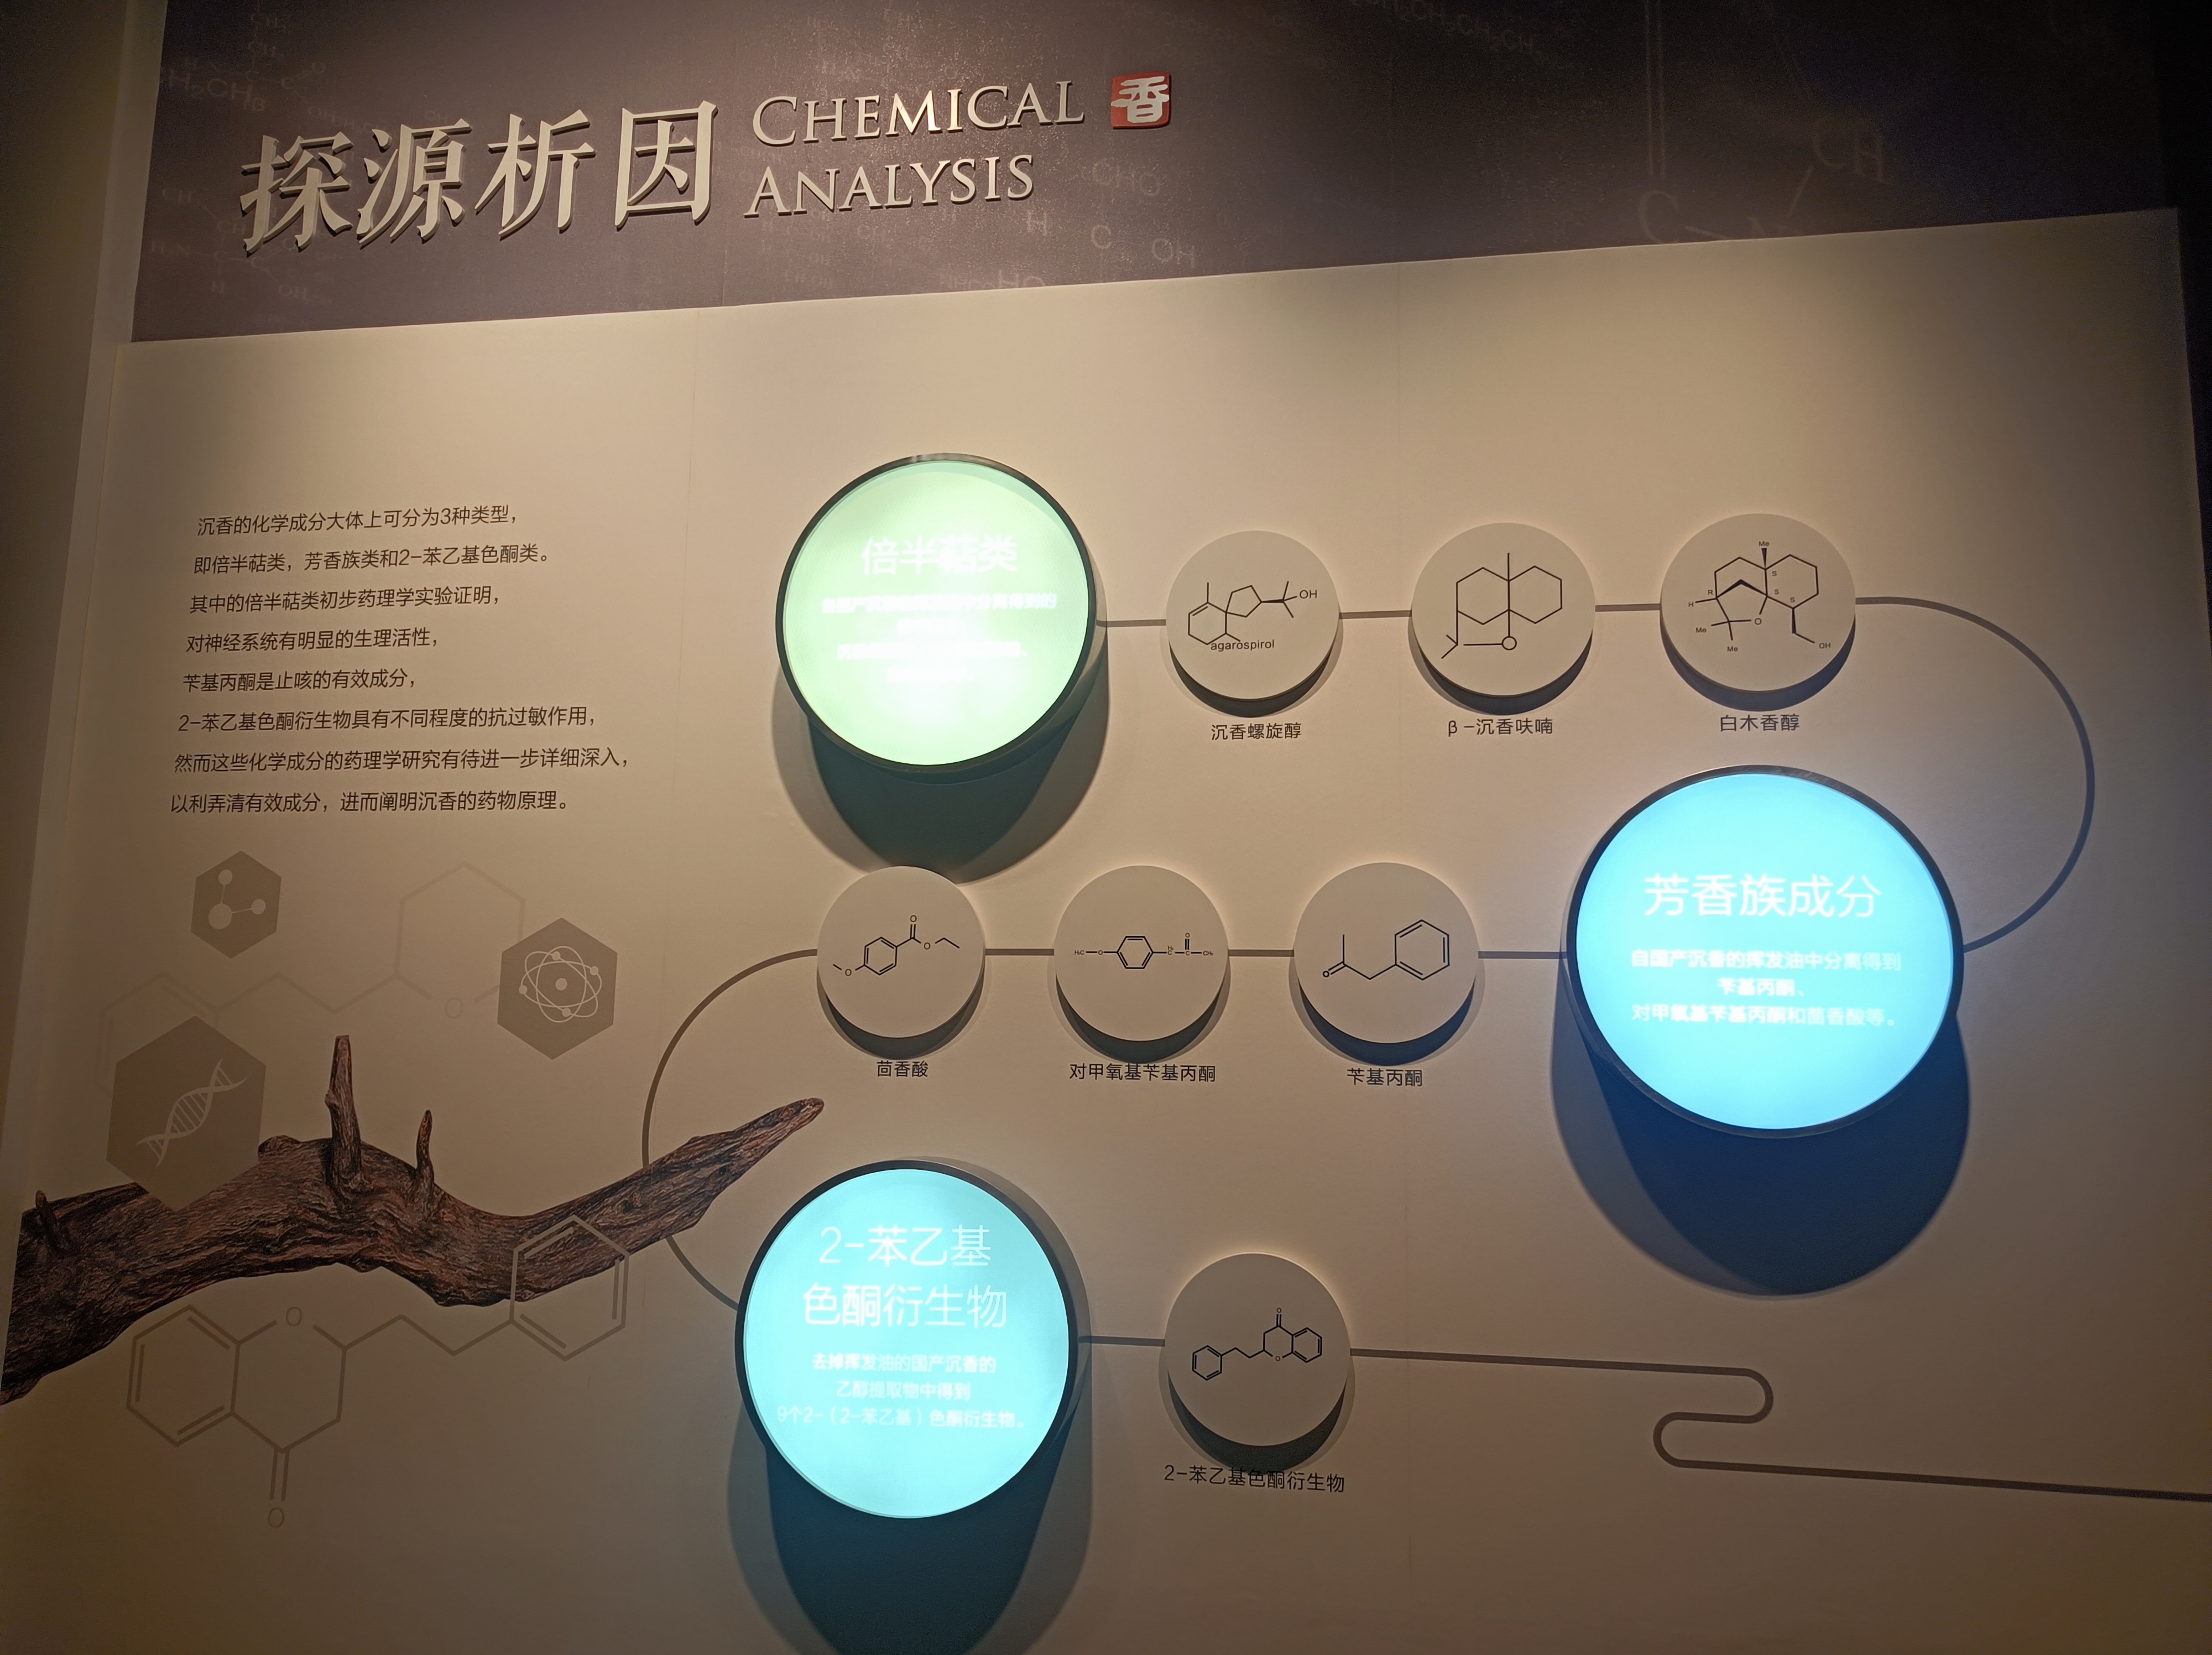 探源析因
CHEMICAL
ANALYSIS
香
沉香的化学成分大体上可分为3种类型，
即倍半萜类，芳香族类和2-苯乙基色酮类。
其中的倍半萜类初步药理学实验证明，
对神经系统有明显的生理活性，
苄基丙酮是止咳的有效成分，
2-苯乙基色酮衍生物具有不同程度的抗过敏作用，
然而这些化学成分的药理学研究有待进一步详细深入，
以利弄清有效成分，进而阐明沉香的药物原理。
倍半萜类
OH
agarospirol
沉香螺旋醇
β-沉香呋喃
Me
S
R
S
S
H
O
Me
Me
OH
白木香醇
芳香族成分
自国产沉香的挥发油中分离得到
苄基丙酮、
对甲氧基苄基丙酮和茴香酸等。
O
O
O
茴香酸
对甲氧基苄基丙酮
O
苄基丙酮
2-苯乙基
色酮衍生物
去掉挥发油的国产沉香的
乙醇提取物中得到
9个2-（2-苯乙基）色酮衍生物。
O
O
2-苯乙基色酮衍生物
O
O
O